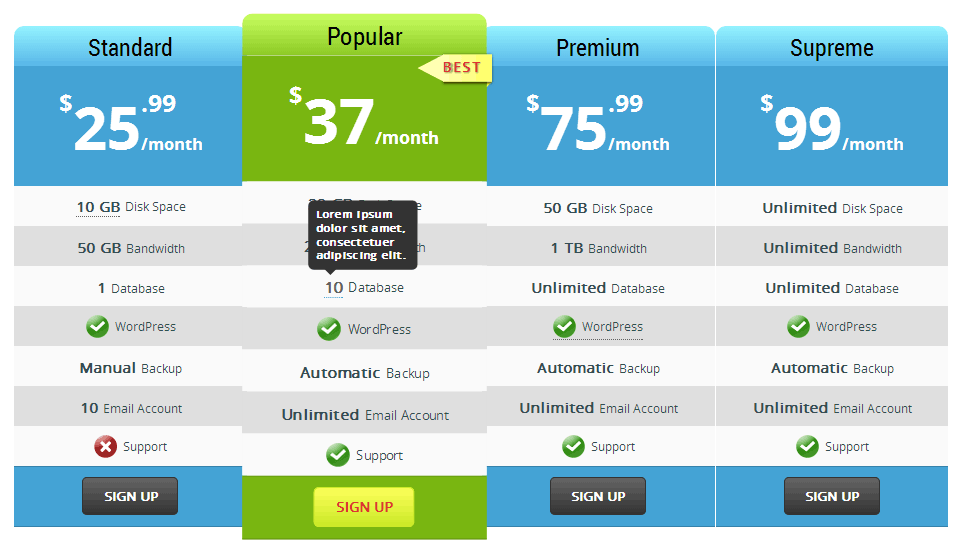 Standard
$25.99/month
10 GB Disk Space
50 GB Bandwidth
1 Database
WordPress
Manual Backup
10 Email Account
Support
SIGN UP
Popular
BEST
$37/month
Lorem ipsum
dolor sit amet,
consectetuer
adipiscing elit.
10 Database
WordPress
Automatic Backup
Unlimited Email Account
Support
SIGN UP
Premium
$75.99/month
50 GB Disk Space
1 TB Bandwidth
Unlimited Database
WordPress
Automatic Backup
Unlimited Email Account
Support
SIGN UP
Supreme
$99/month
Unlimited Disk Space
Unlimited Bandwidth
Unlimited Database
WordPress
Automatic Backup
Unlimited Email Account
Support
SIGN UP